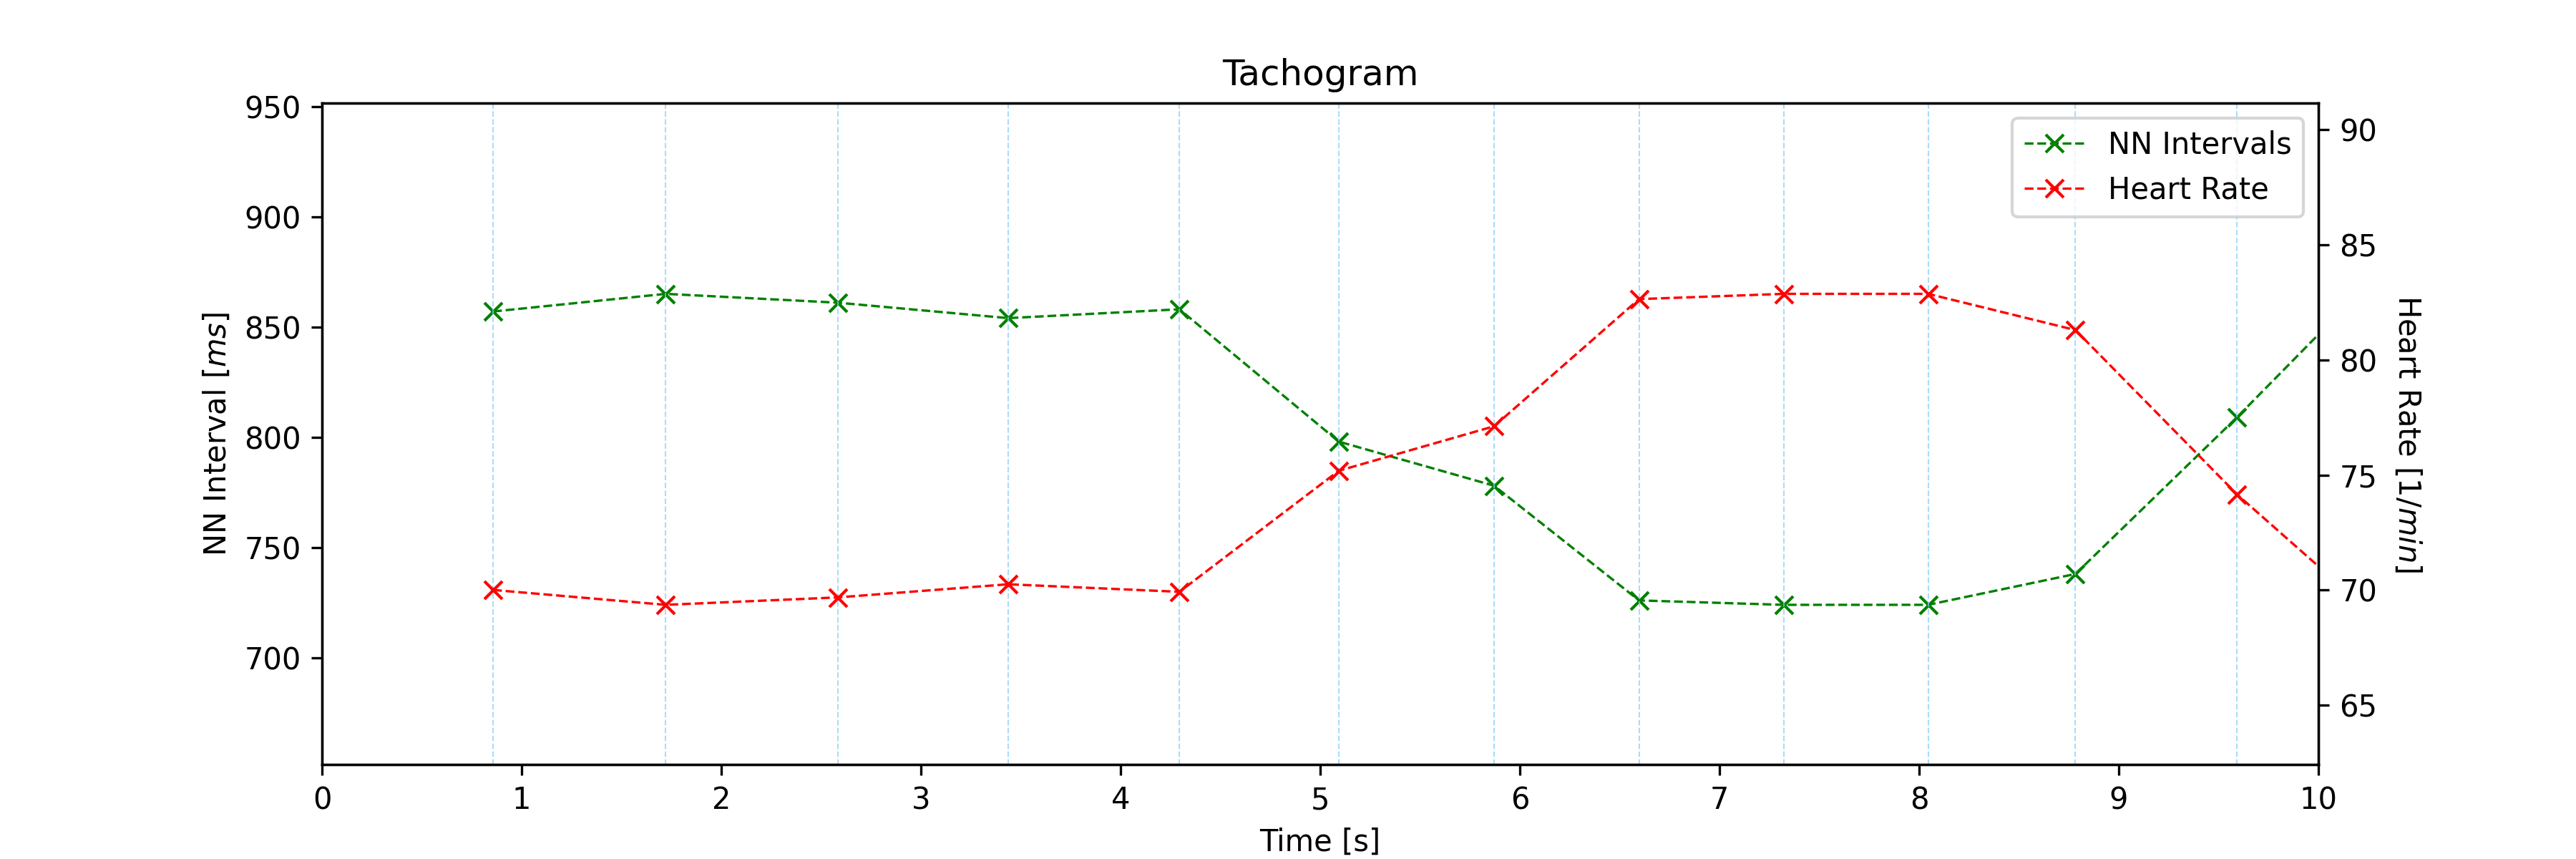 Tachogram
950
900
850
800
750
700
NN Interval [ms]
90
85
80
75
70
65
Heart Rate [1/min]
NN Intervals
Heart Rate
0 1 2 3 4 5 6 7 8 9 10
Time [s]